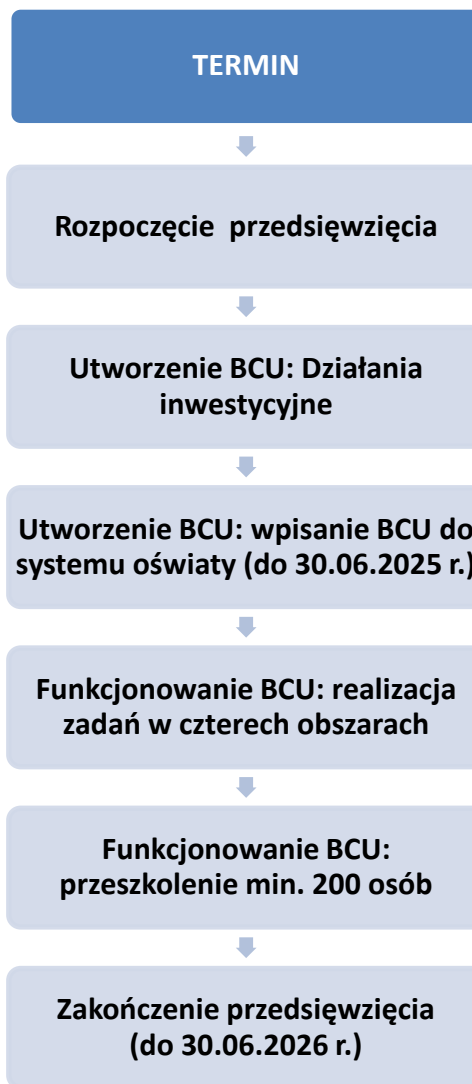 TERMIN
Rozpoczęcie przedsięwzięcia
Utworzenie BCU: Działania
inwestycyjne
Utworzenie BCU: wpisanie BCU do
systemu oświaty (do 30.06.2025 r.)
Funkcjonowanie BCU: realizacja
zadań w czterech obszarach
Funkcjonowanie BCU:
przeszkolenie min. 200 osób
Zakończenie przedsięwzięcia
(do 30.06.2026 r.)